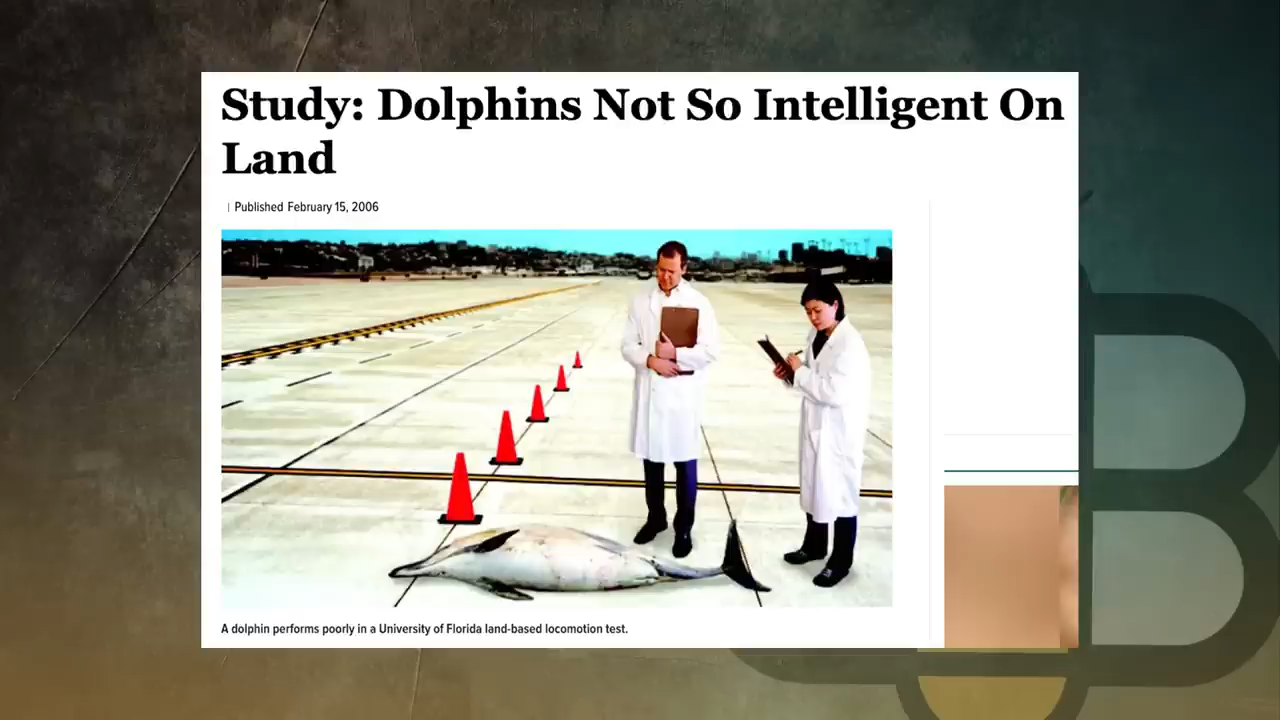 Study: Dolphins Not So Intelligent On
Land
Published February 15, 2006
A dolphin performs poorly in a University of Florida land-based locomotion test.